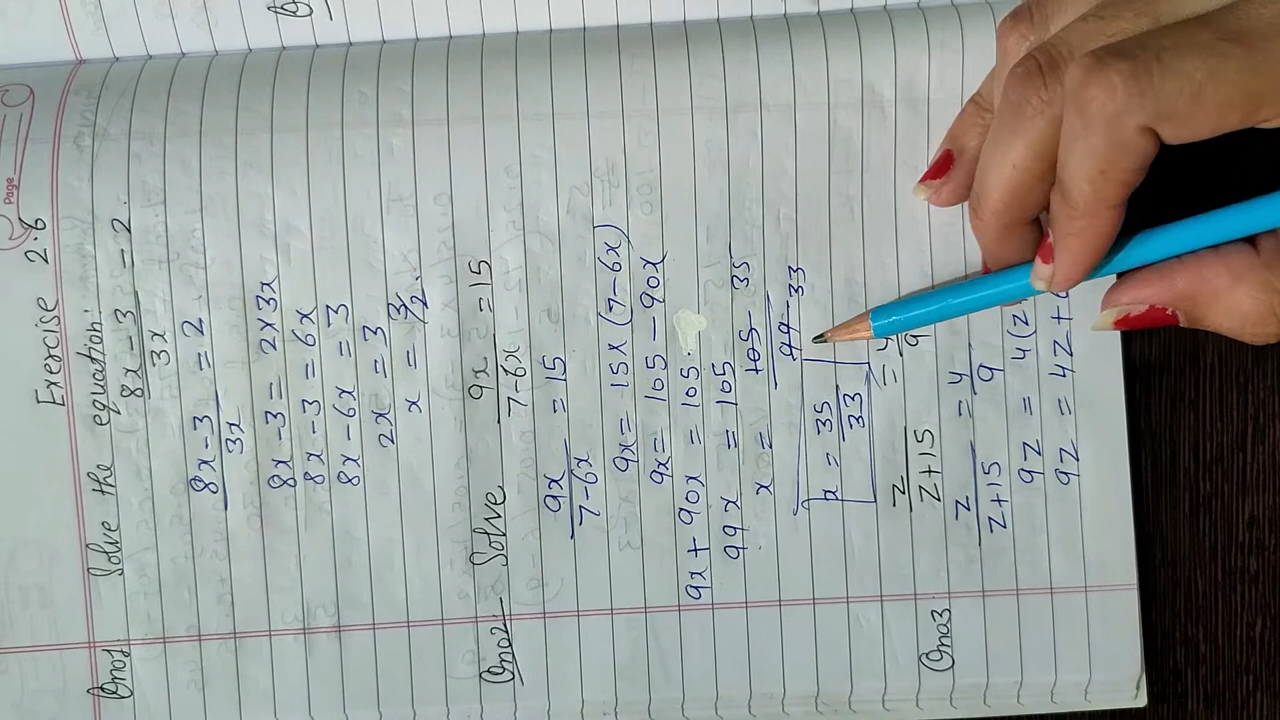 Page
Exercise 2.6
Qno1 Solve the equation:
8x-3/3x = 2.
8x-3/3x = 2
8x-3 = 2x3x
8x-3 = 6x
8x-6x = 3
2x = 3
x = 3/2.
Qno2- Solve 9x/7-6x = 15
9x/7-6x = 15
9x = 15x(7-6x)
9x = 105-90x
9x+90x = 105.
99x = 105
x = 105/99 35/33
x = 35/33
Qno3 z/z+15 = 4/9
z/z+15 = 4/9
9z = 4(z
9z = 4z+